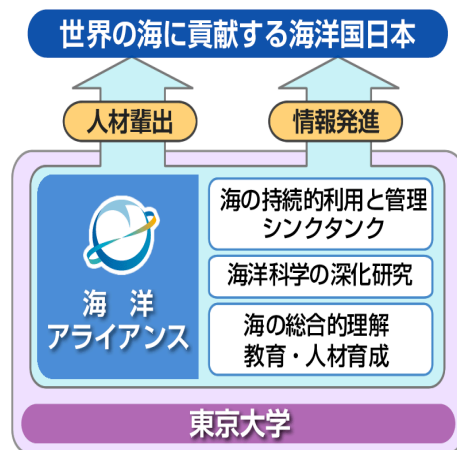 世界の海に貢献する海洋国日本
人材輩出
情報発進
海の持続的利用と管理
シンクタンク
海洋科学の深化研究
海の総合的理解
教育・人材育成
海 洋
アライアンス
東京大学